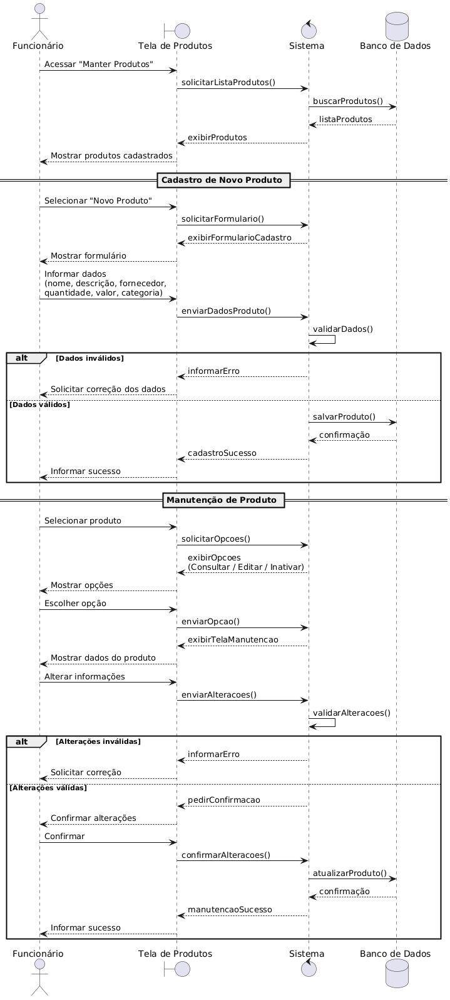 Funcionário
Tela de Produtos
Sistema
Banco de Dados
Acessar "Manter Produtos"
solicitarListaProdutos()
buscarProdutos()
listaProdutos
exibirProdutos
Mostrar produtos cadastrados
Cadastro de Novo Produto
Selecionar "Novo Produto"
solicitarFormulario()
exibirFormularioCadastro
Mostrar formulário
Informar dados
(nome, descrição, fornecedor,
quantidade, valor, categoria)
enviarDadosProduto()
validarDados()
alt
[Dados inválidos]
informarErro
Solicitar correção dos dados
[Dados válidos]
salvarProduto()
confirmação
cadastroSucesso
Informar sucesso
Manutenção de Produto
Selecionar produto
solicitarOpcoes()
exibirOpcoes
(Consultar / Editar / Inativar)
Mostrar opções
Escolher opção
enviarOpcao()
exibirTelaManutencao
Mostrar dados do produto
Alterar informações
enviarAlteracoes()
validarAlteracoes()
alt
[Alterações inválidas]
informarErro
Solicitar correção
[Alterações válidas]
pedirConfirmacao
Confirmar alterações
Confirmar
confirmarAlteracoes()
atualizarProduto()
confirmação
manutencaoSucesso
Informar sucesso
Funcionário
Tela de Produtos
Sistema
Banco de Dados